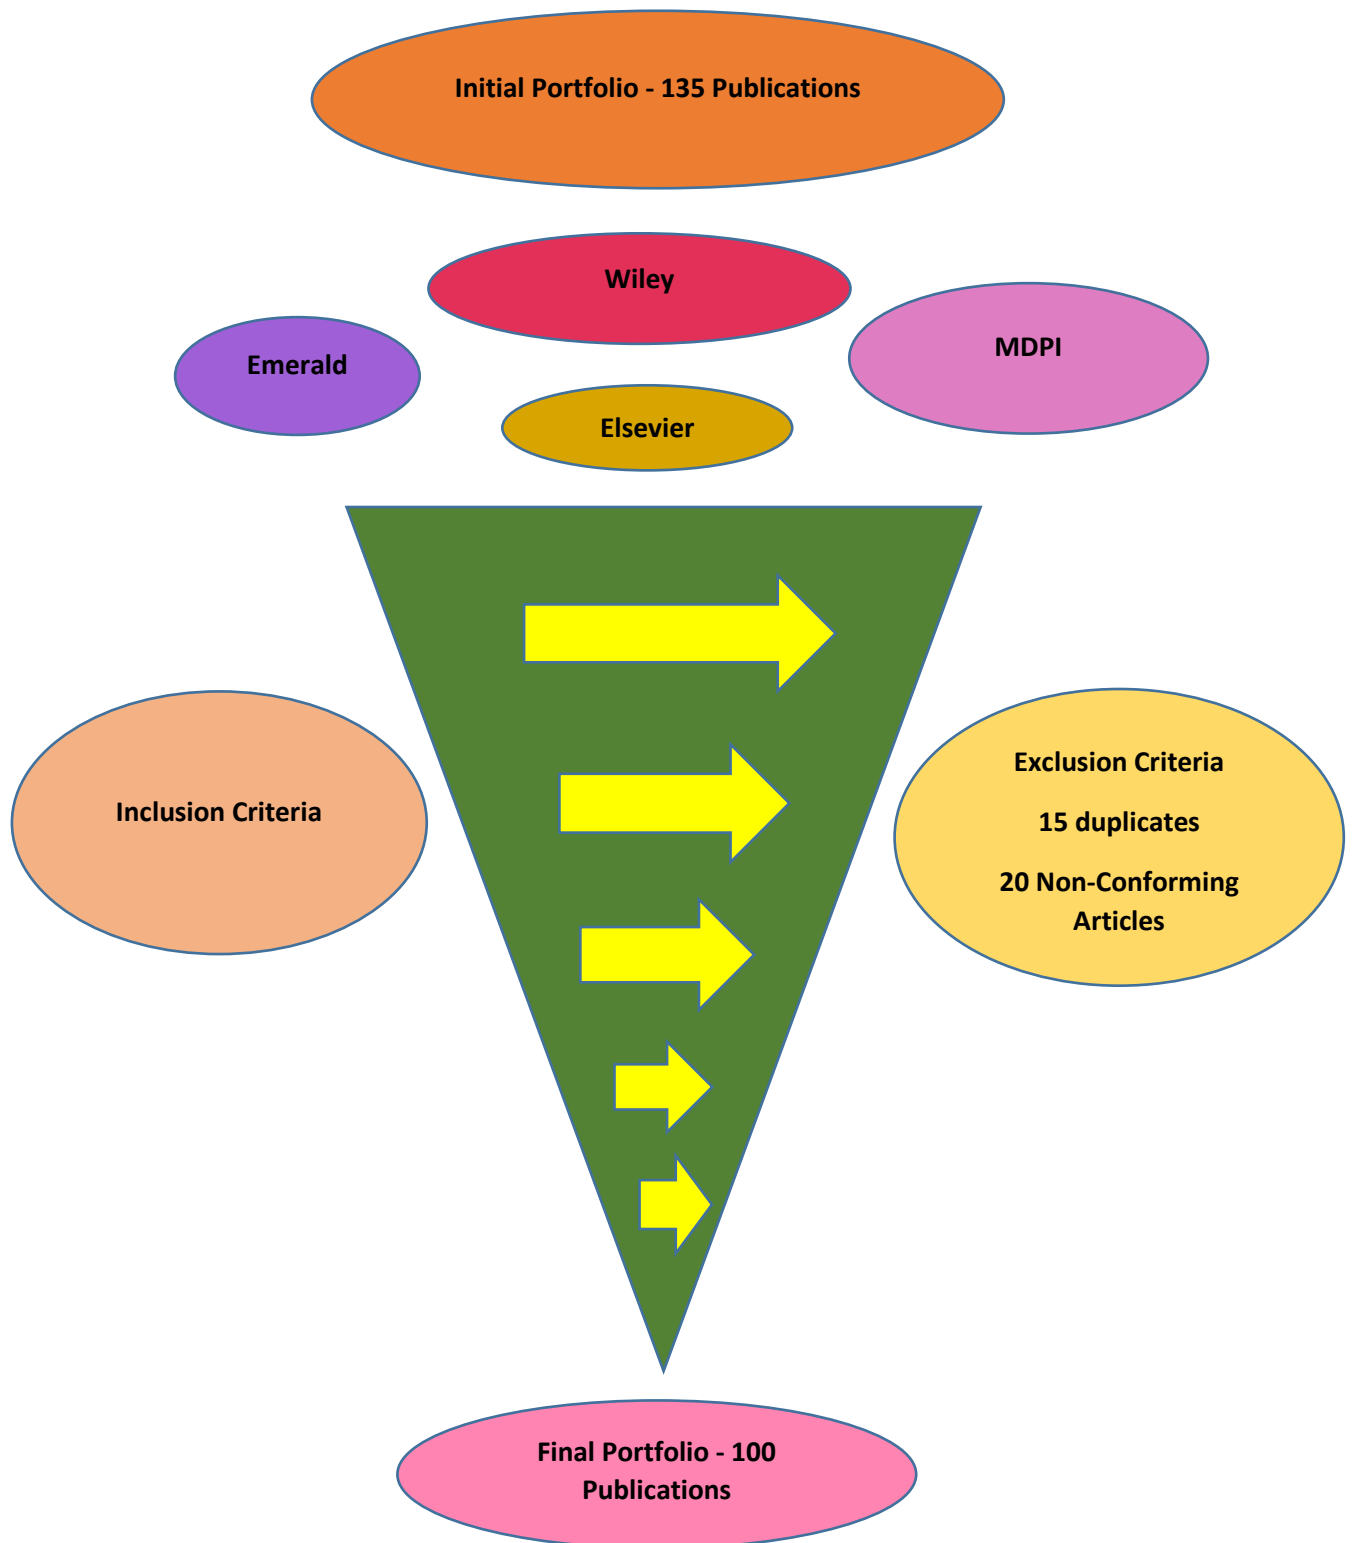 Initial Portfolio - 135 Publications
Wiley
Emerald
MDPI
Elsevier
Inclusion Criteria
Exclusion Criteria
15 duplicates
20 Non-Conforming
Articles
Final Portfolio - 100
Publications